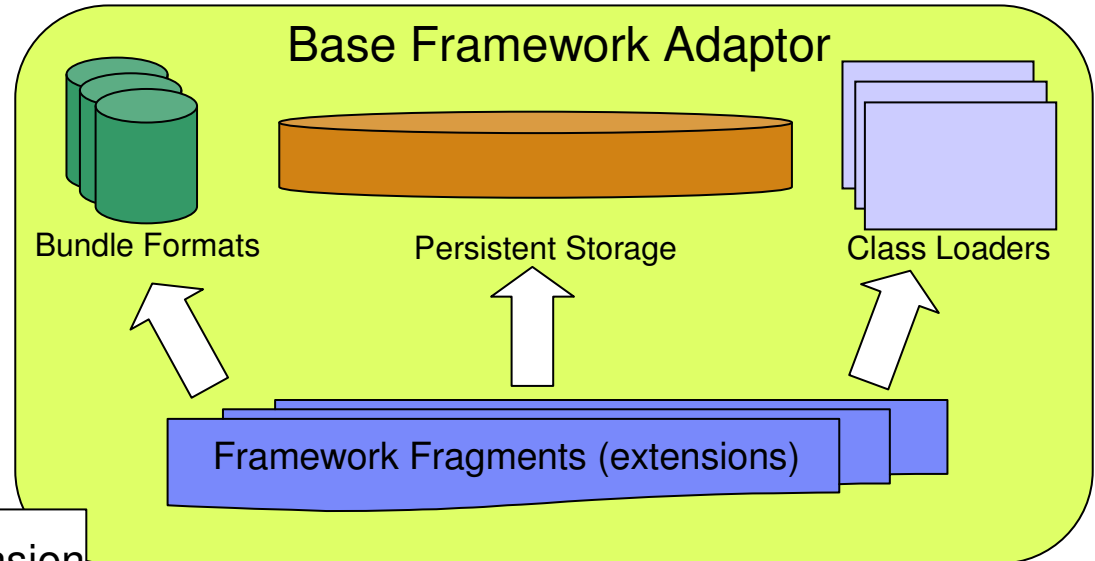 Base Framework Adaptor
Bundle Formats
Persistent Storage
Class Loaders
Framework Fragments (extensions)